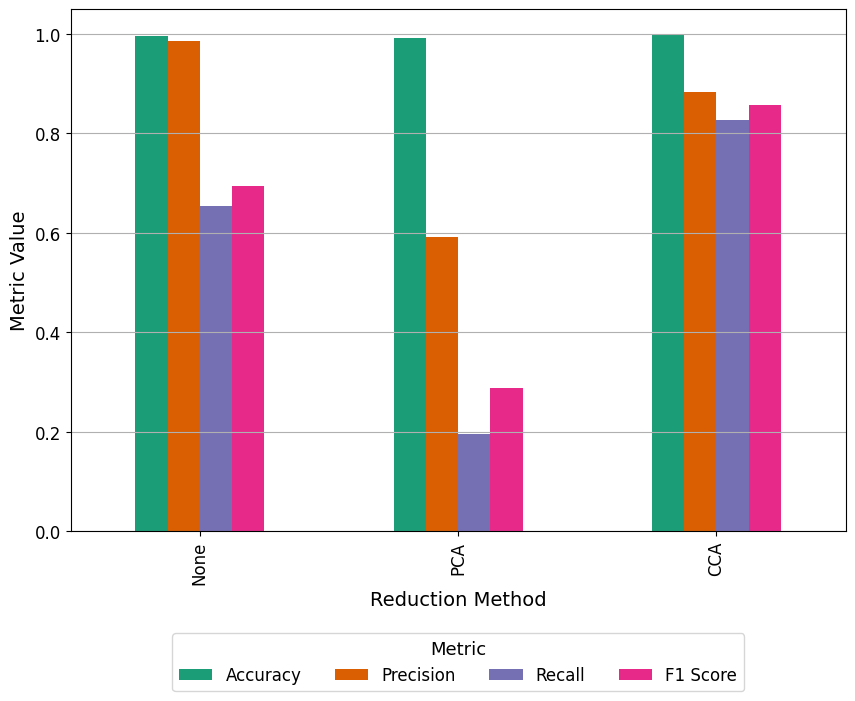 Metric Value
1.0
0.8
0.6
0.4
0.2
0.0
None
PCA
CCA
Reduction Method
Metric
Accuracy Precision Recall F1 Score